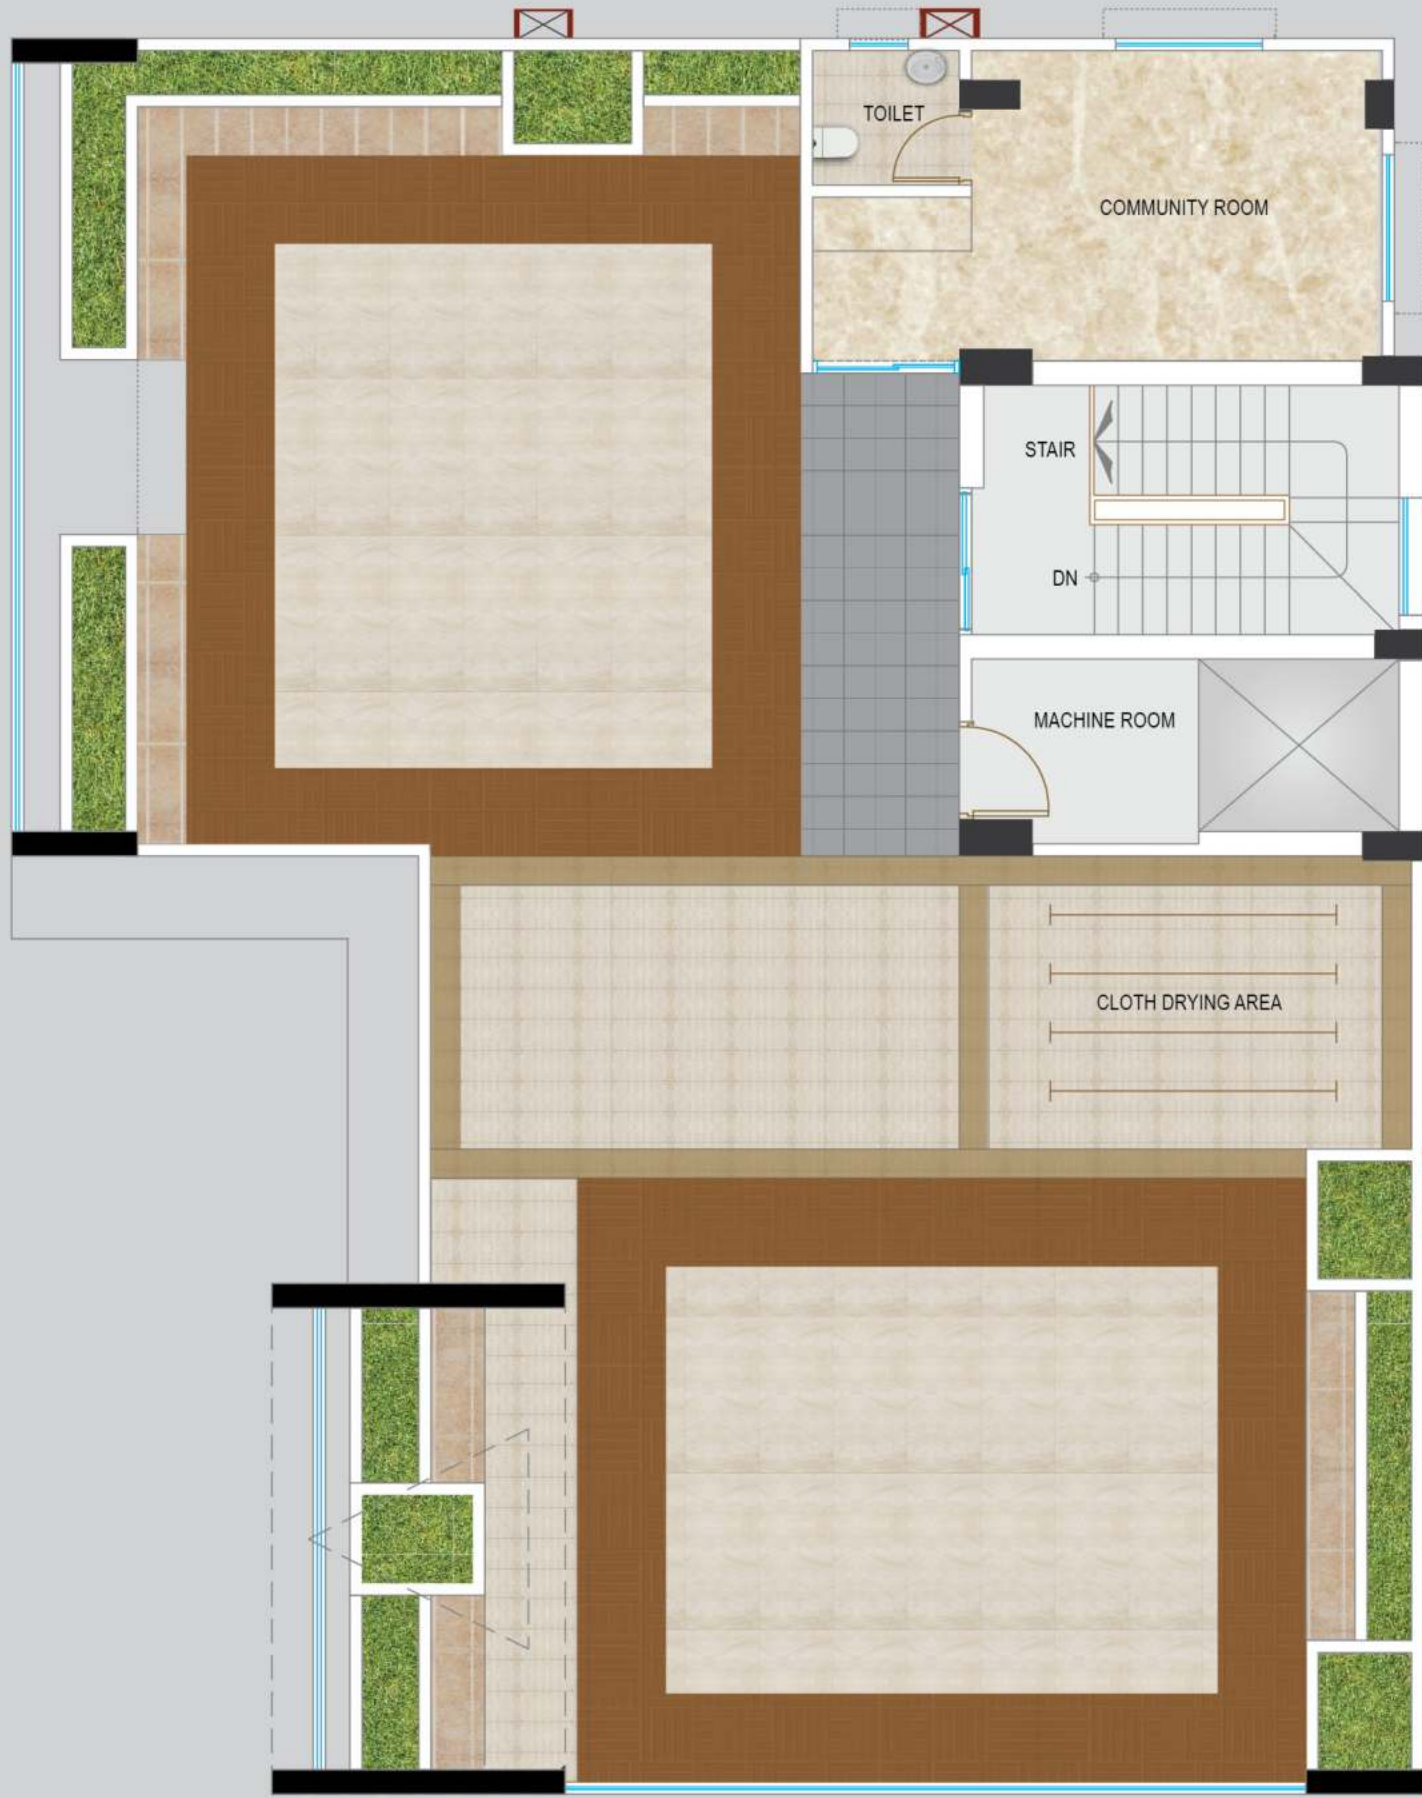 TOILET
COMMUNITY ROOM
STAIR
DN
MACHINE ROOM
CLOTH DRYING AREA